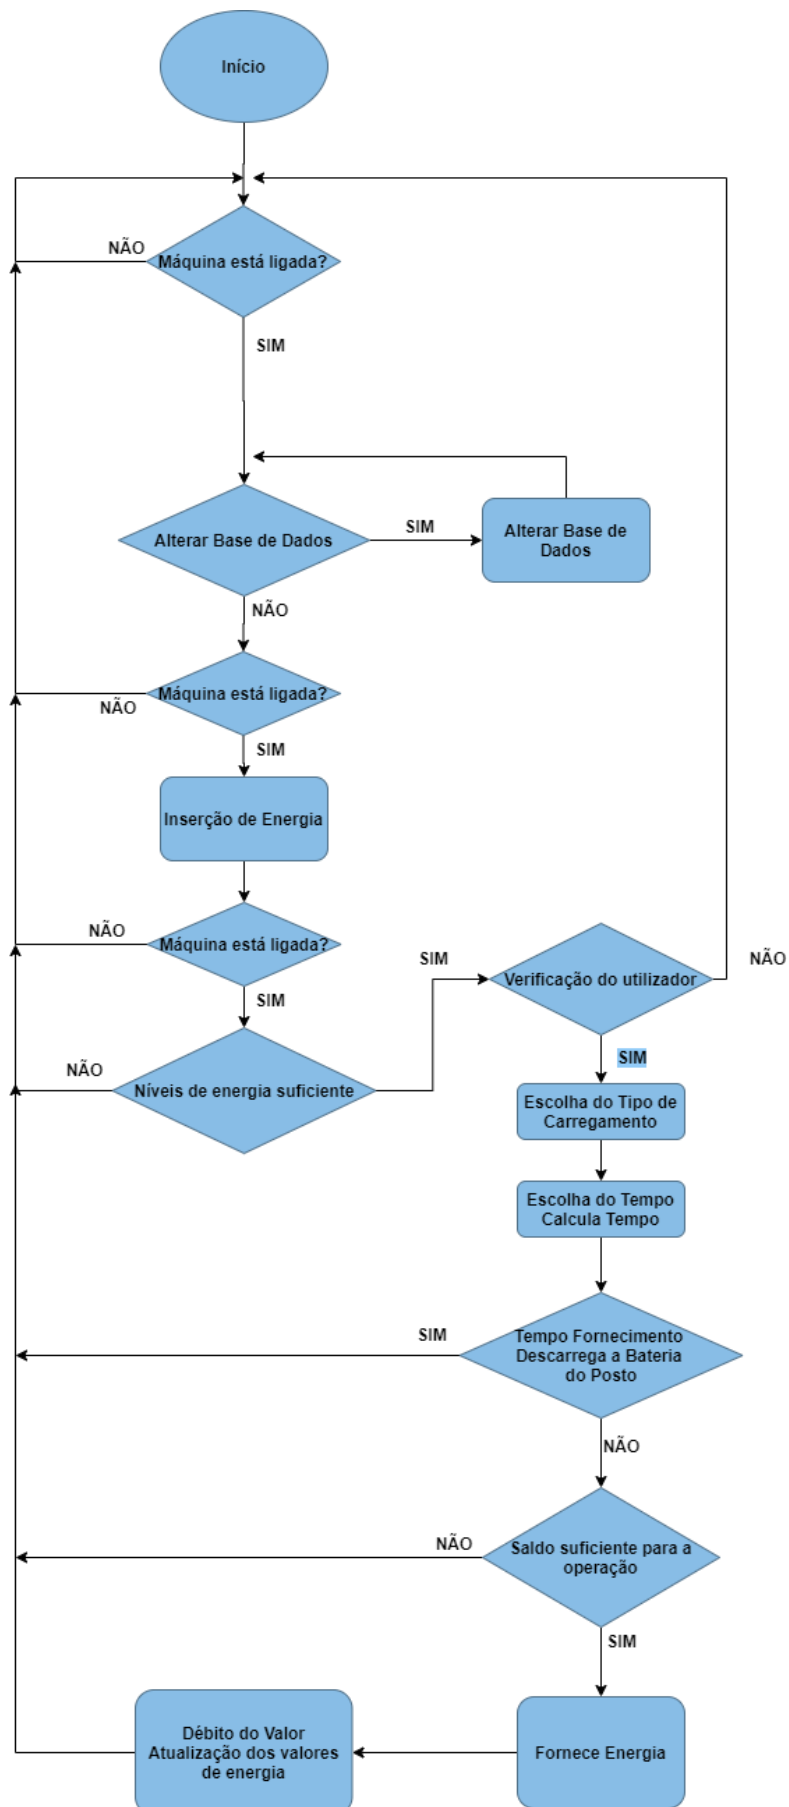 Início
NÃO
Máquina está ligada?
SIM
Alterar Base de Dados
SIM
Alterar Base de
Dados
NÃO
Máquina está ligada?
NÃO
SIM
Inserção de Energia
NÃO
Máquina está ligada?
SIM
NÃO
Níveis de energia suficiente
SIM
Verificação do utilizador
NÃO
SIM
Escolha do Tipo de
Carregamento
Escolha do Tempo
Calcula Tempo
SIM
Tempo Fornecimento
Descarrega a Bateria
do Posto
NÃO
NÃO
Saldo suficiente para a
operação
SIM
Fornece Energia
Débito do Valor
Atualização dos valores
de energia